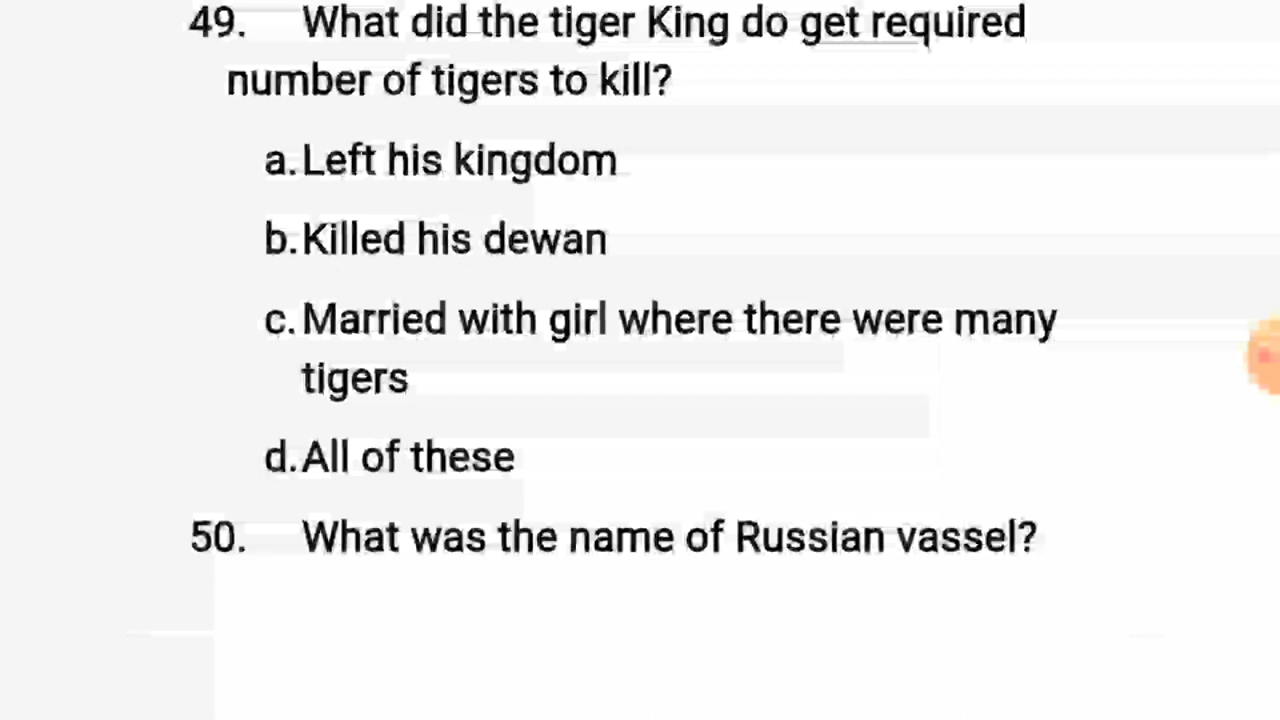 49. What did the tiger King do get required
number of tigers to kill?
a. Left his kingdom
b. Killed his dewan
c. Married with girl where there were many
tigers
d. All of these
50. What was the name of Russian vassel?